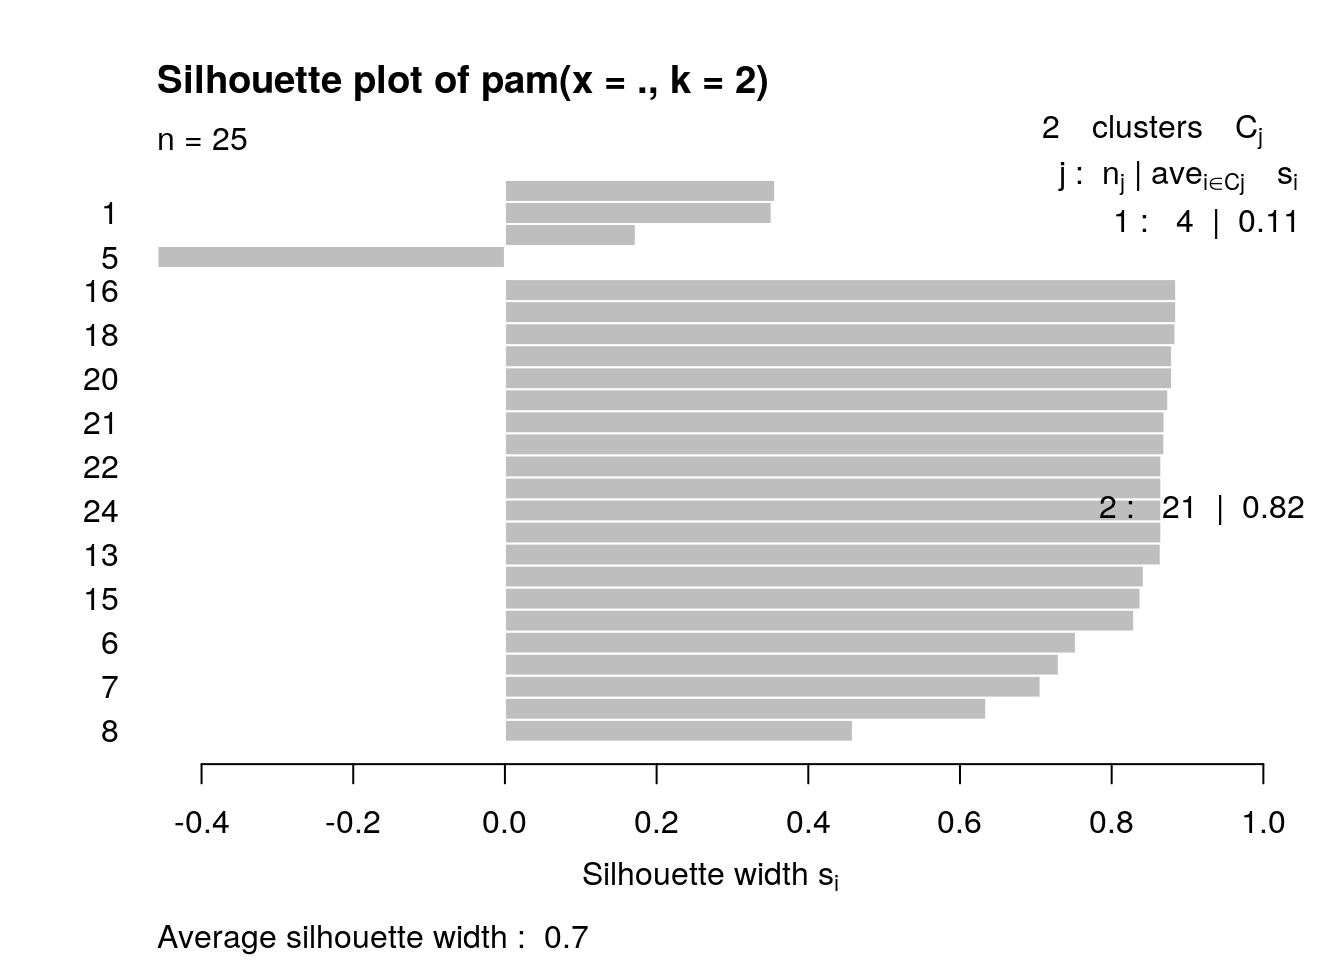 Silhouette plot of pam(x = ., k = 2)
n = 25
2 clusters Cj
j : nj | avei∈Cj si
1 : 4 | 0.11
1
5
16
18
20
21
22
24
2 : 21 | 0.82
13
15
6
7
8
-0.4 -0.2 0.0 0.2 0.4 0.6 0.8 1.0
Silhouette width si
Average silhouette width : 0.7